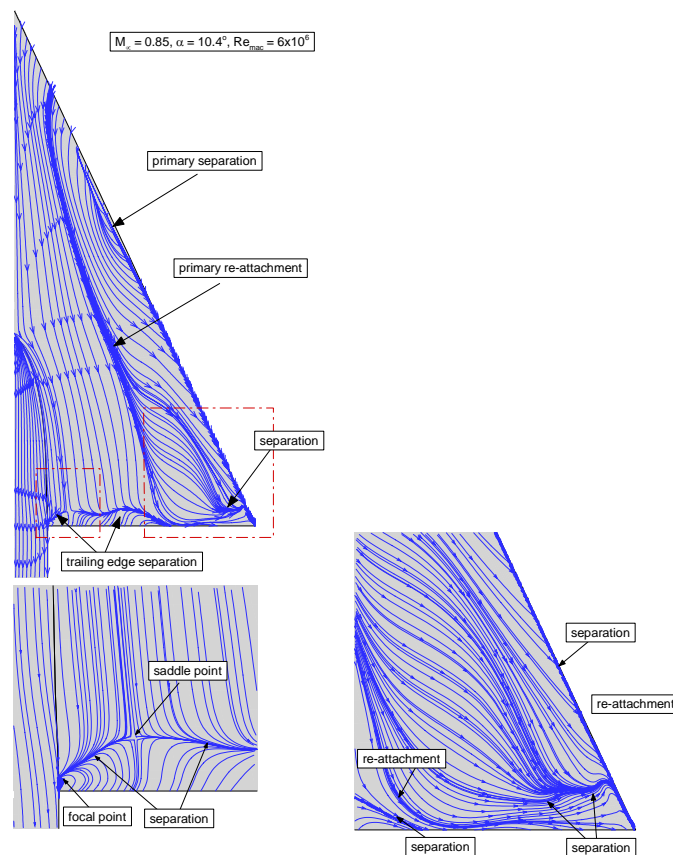 M∞ = 0.85, α = 10.4°, Re_mac = 6x10⁶
primary separation
primary re-attachment
separation
trailing edge separation
saddle point
focal point
separation
separation
re-attachment
re-attachment
separation
separation